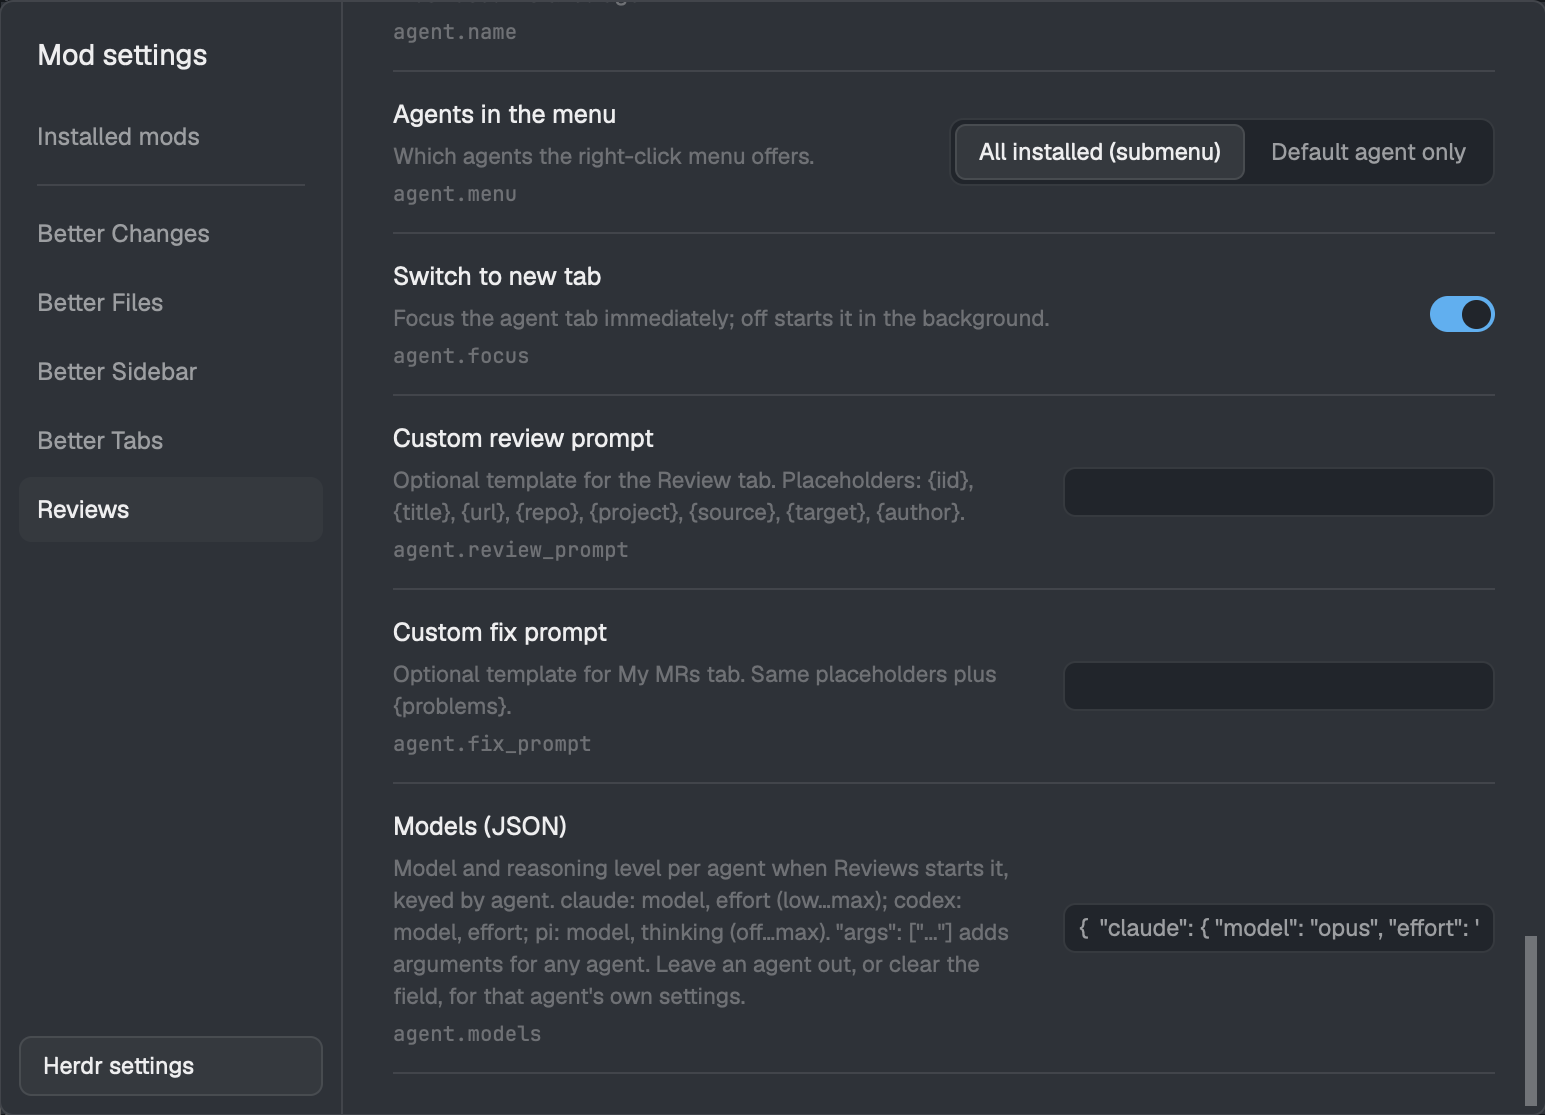 Mod settings
Installed mods
Better Changes
Better Files
Better Sidebar
Better Tabs
Reviews
Herdr settings
agent.name
Agents in the menu
Which agents the right-click menu offers.
agent.menu
All installed (submenu)
Default agent only
Switch to new tab
Focus the agent tab immediately; off starts it in the background.
agent.focus
Custom review prompt
Optional template for the Review tab. Placeholders: {iid},
{title}, {url}, {repo}, {project}, {source}, {target}, {author}.
agent.review_prompt
Custom fix prompt
Optional template for My MRs tab. Same placeholders plus
{problems}.
agent.fix_prompt
Models (JSON)
Model and reasoning level per agent when Reviews starts it,
keyed by agent. claude: model, effort (low…max); codex:
model, effort; pi: model, thinking (off…max). "args": ["…"] adds
arguments for any agent. Leave an agent out, or clear the
field, for that agent's own settings.
agent.models
{ "claude": { "model": "opus", "effort": "